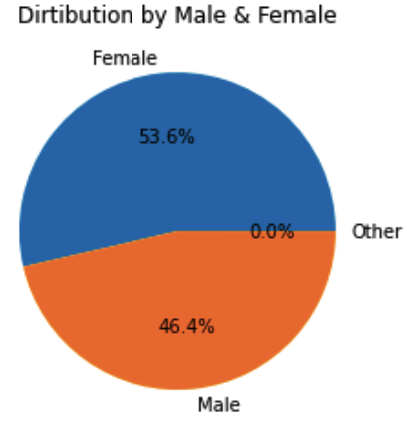 Dirtibution by Male & Female
Female
53.6%
0.0%
Other
46.4%
Male